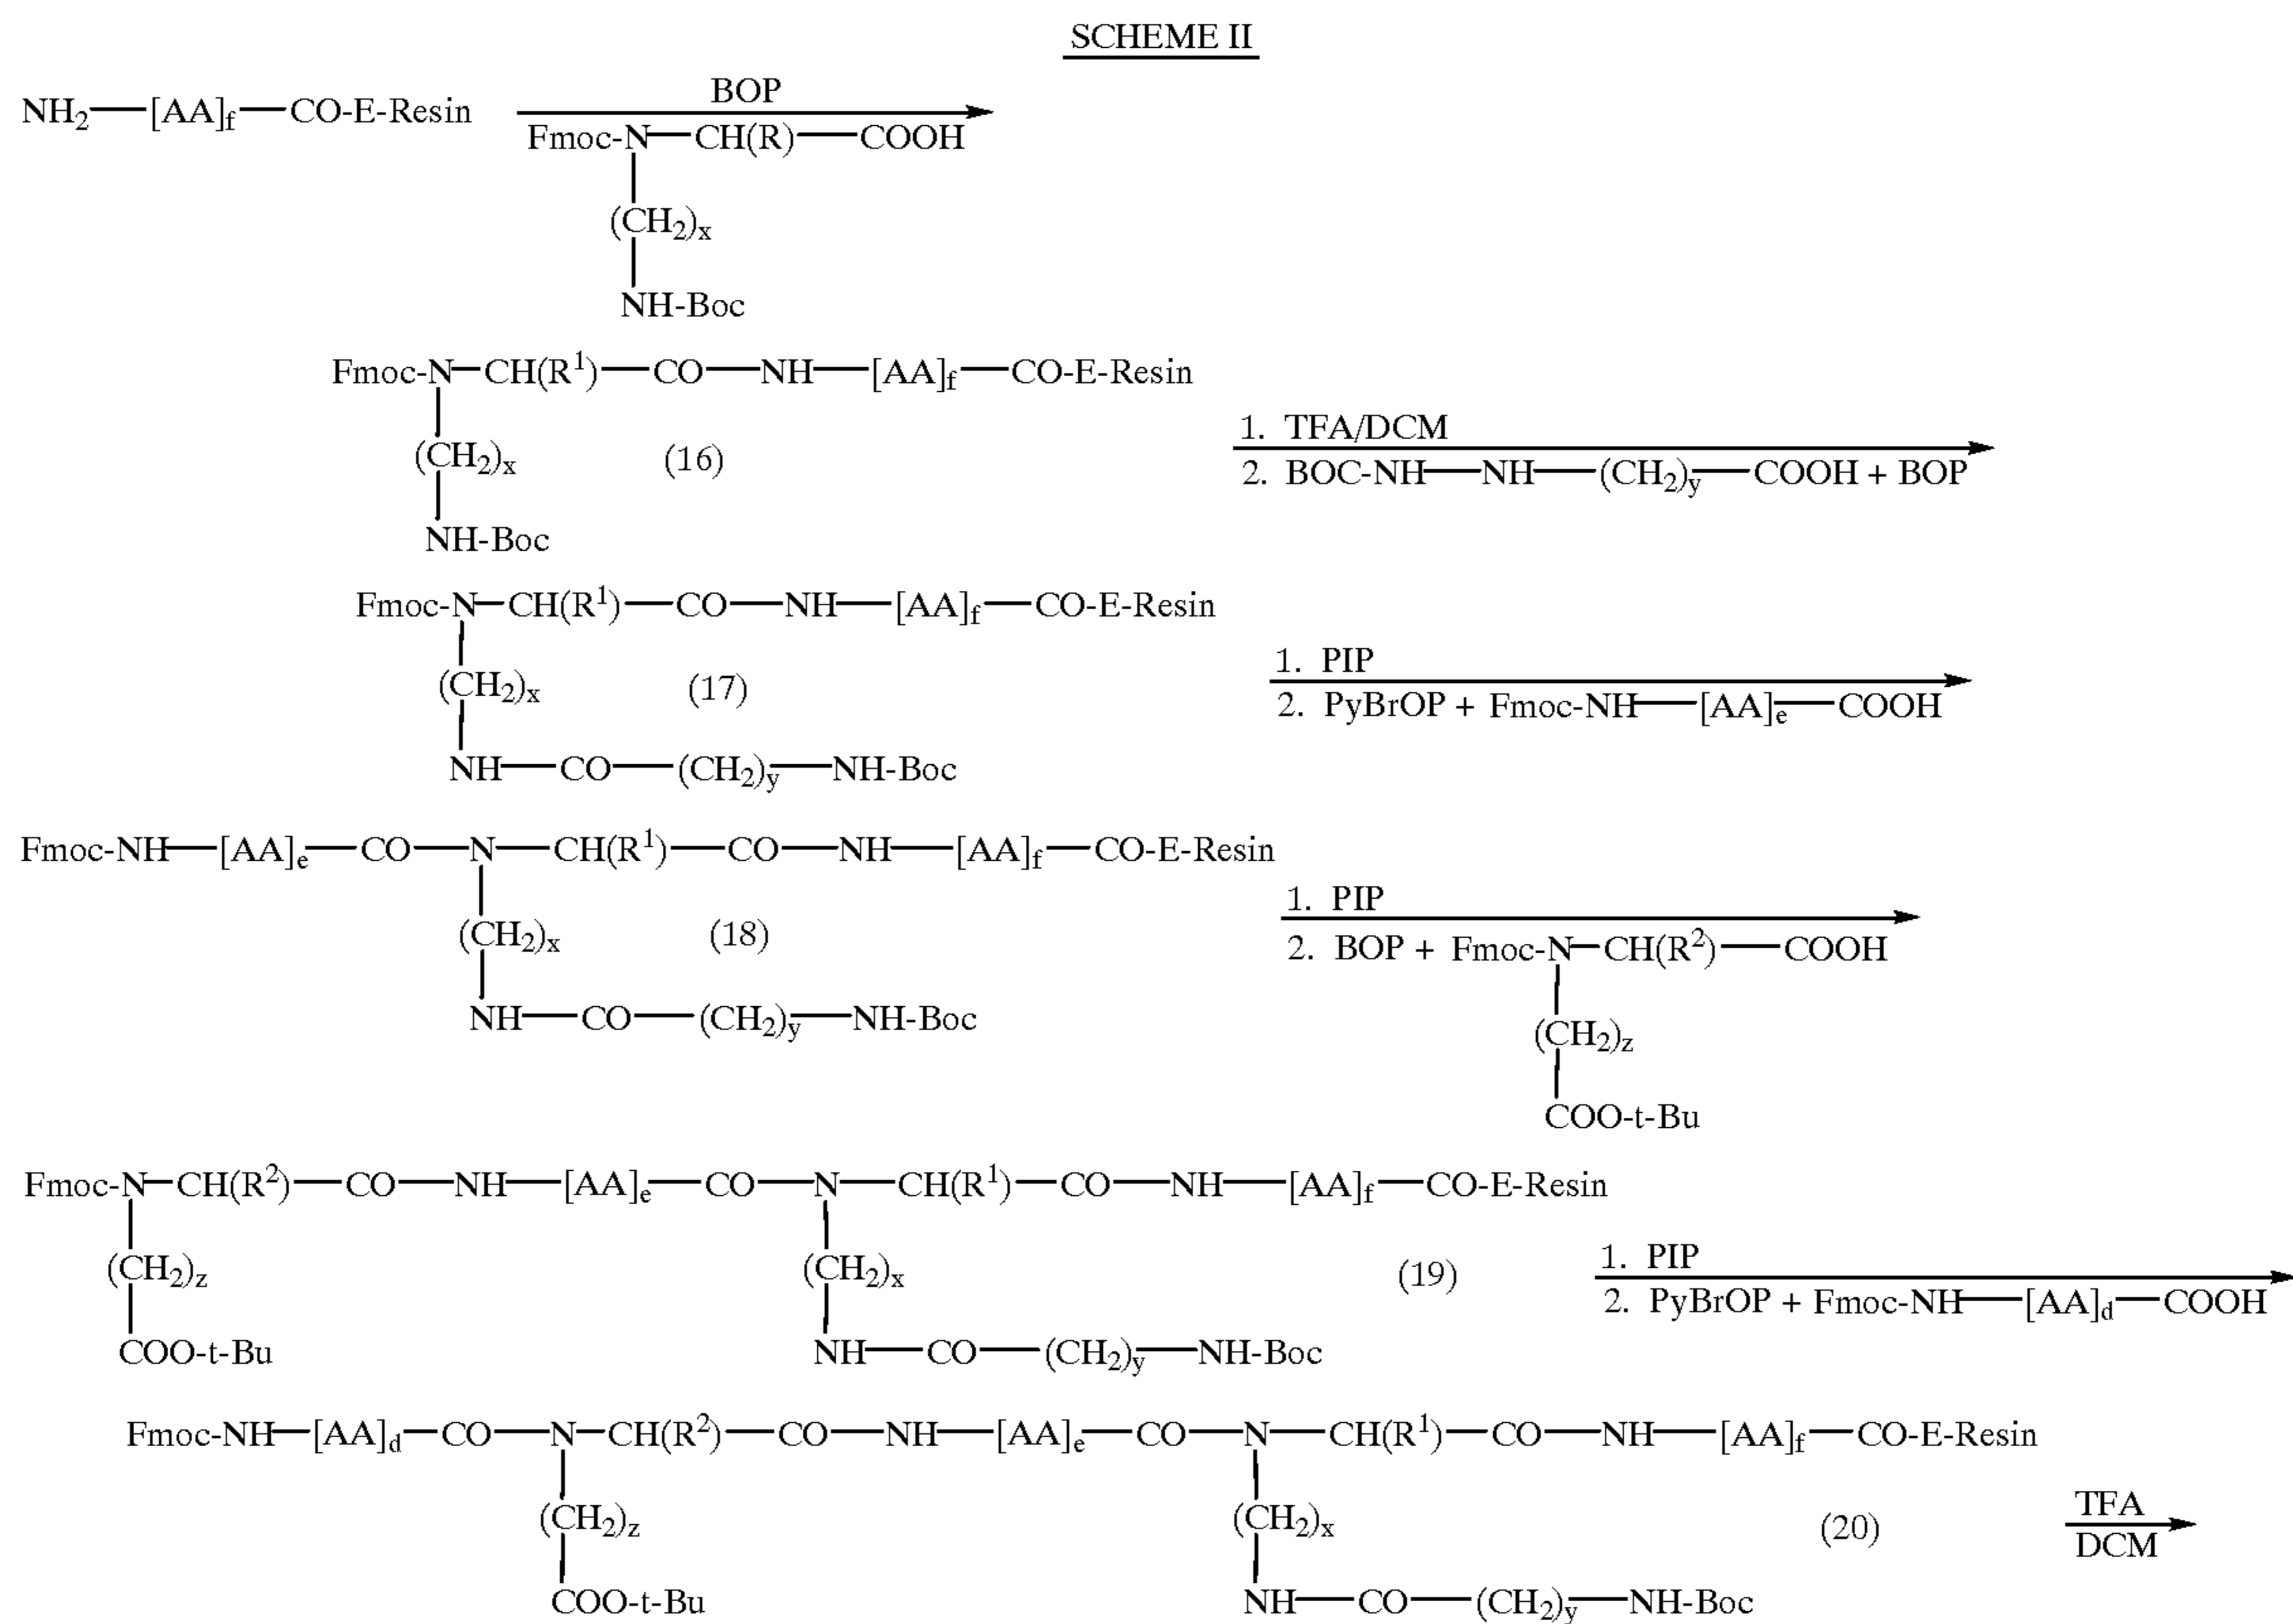 SCHEME II
NH2—[AA]f—CO-E-Resin
BOP
Fmoc-N—CH(R)—COOH
(CH2)x
NH-Boc
Fmoc-N—CH(R1)—CO—NH—[AA]f—CO-E-Resin
(CH2)x (16)
NH-Boc
1. TFA/DCM
2. BOC-NH—NH—(CH2)y—COOH + BOP
Fmoc-N—CH(R1)—CO—NH—[AA]f—CO-E-Resin
(CH2)x (17)
NH—CO—(CH2)y—NH-Boc
1. PIP
2. PyBrOP + Fmoc-NH—[AA]e—COOH
Fmoc-NH—[AA]e—CO—N—CH(R1)—CO—NH—[AA]f—CO-E-Resin
(CH2)x (18)
NH—CO—(CH2)y—NH-Boc
1. PIP
2. BOP + Fmoc-N—CH(R2)—COOH
(CH2)z
COO-t-Bu
Fmoc-N—CH(R2)—CO—NH—[AA]e—CO—N—CH(R1)—CO—NH—[AA]f—CO-E-Resin
(CH2)z (CH2)x (19)
COO-t-Bu NH—CO—(CH2)y—NH-Boc
1. PIP
2. PyBrOP + Fmoc-NH—[AA]d—COOH
Fmoc-NH—[AA]d—CO—N—CH(R2)—CO—NH—[AA]e—CO—N—CH(R1)—CO—NH—[AA]f—CO-E-Resin
(CH2)z (CH2)x (20)
COO-t-Bu NH—CO—(CH2)y—NH-Boc
TFA
DCM